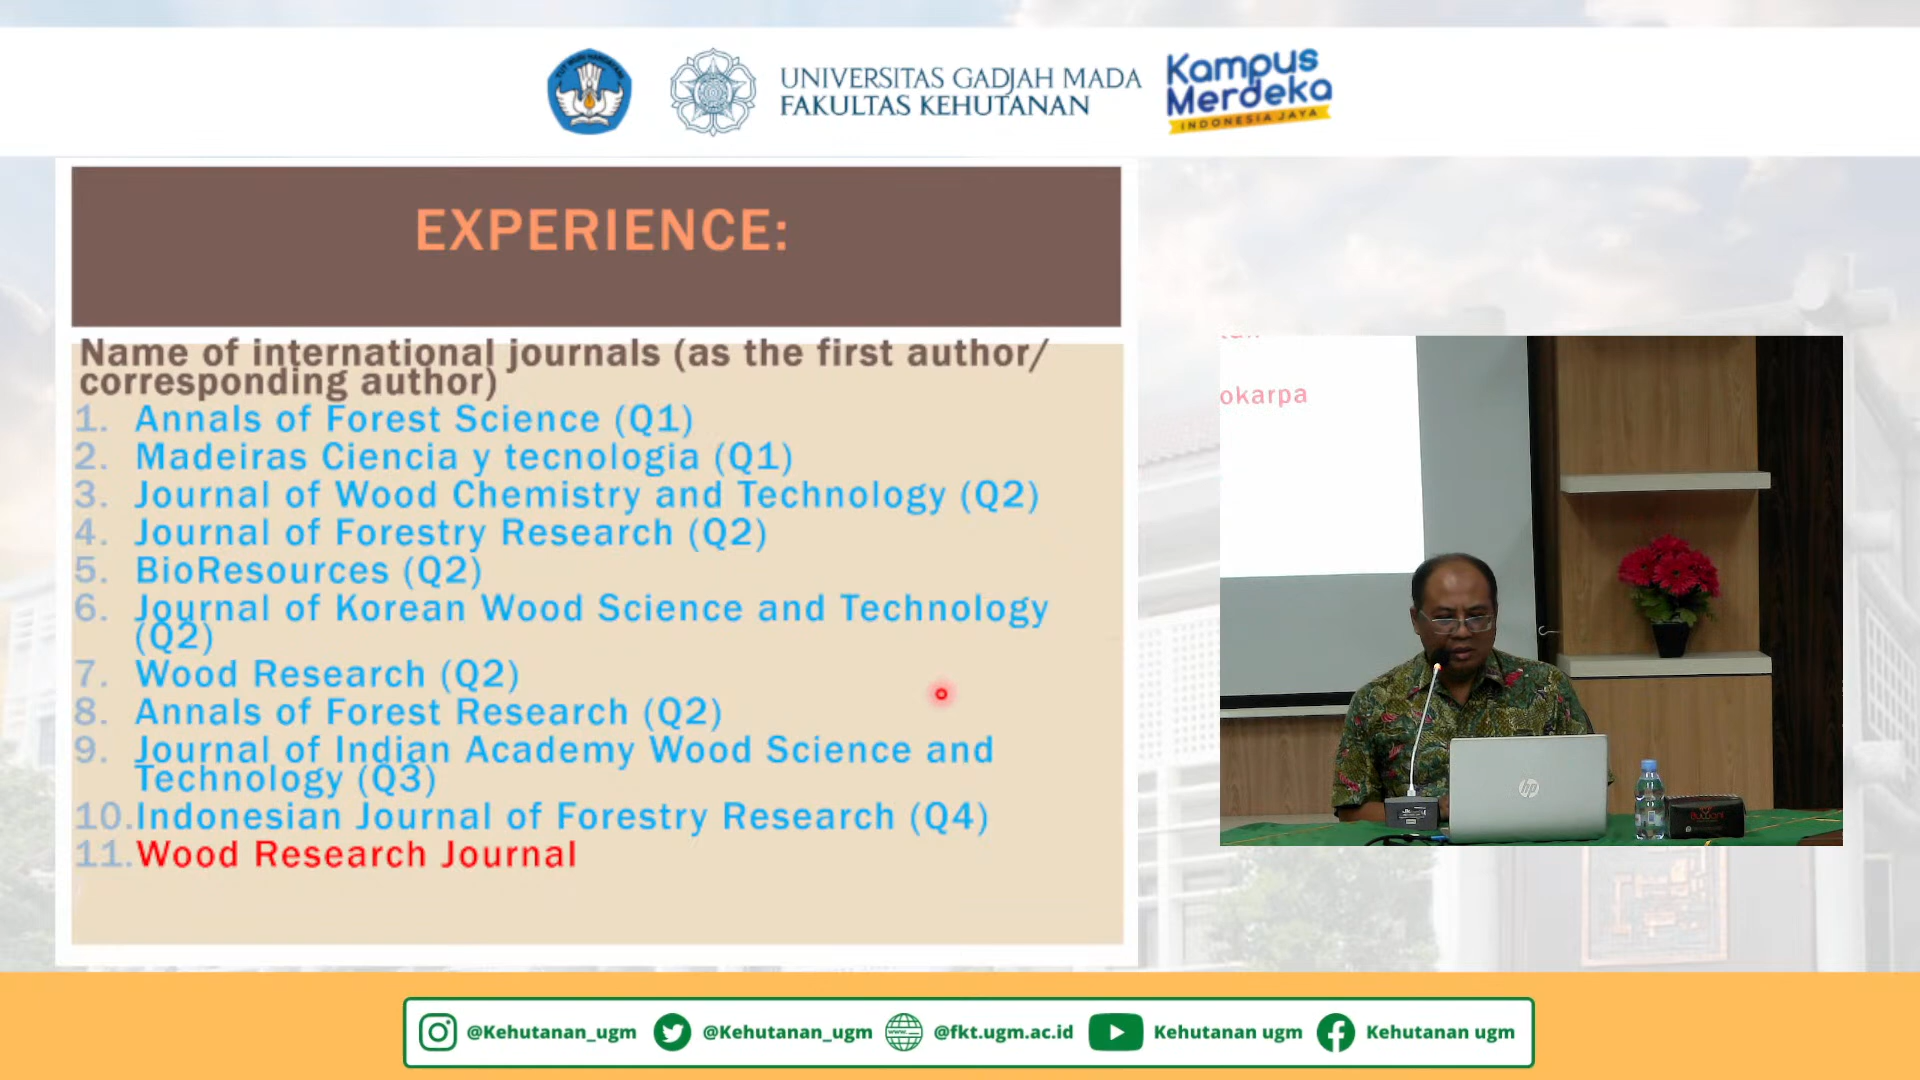 UNIVERSITAS GADJAH MADA
FAKULTAS KEHUTANAN
Kampus
Merdeka
INDONESIA JAYA
EXPERIENCE:
Name of international journals (as the first author/
corresponding author)
1. Annals of Forest Science (Q1)
2. Madeiras Ciencia y tecnologia (Q1)
3. Journal of Wood Chemistry and Technology (Q2)
4. Journal of Forestry Research (Q2)
5. BioResources (Q2)
6. Journal of Korean Wood Science and Technology
(Q2)
7. Wood Research (Q2)
8. Annals of Forest Research (Q2)
9. Journal of Indian Academy Wood Science and
Technology (Q3)
10. Indonesian Journal of Forestry Research (Q4)
11. Wood Research Journal
okarpa
hp
@Kehutanan_ugm
@Kehutanan_ugm
@fkt.ugm.ac.id
Kehutanan ugm
Kehutanan ugm